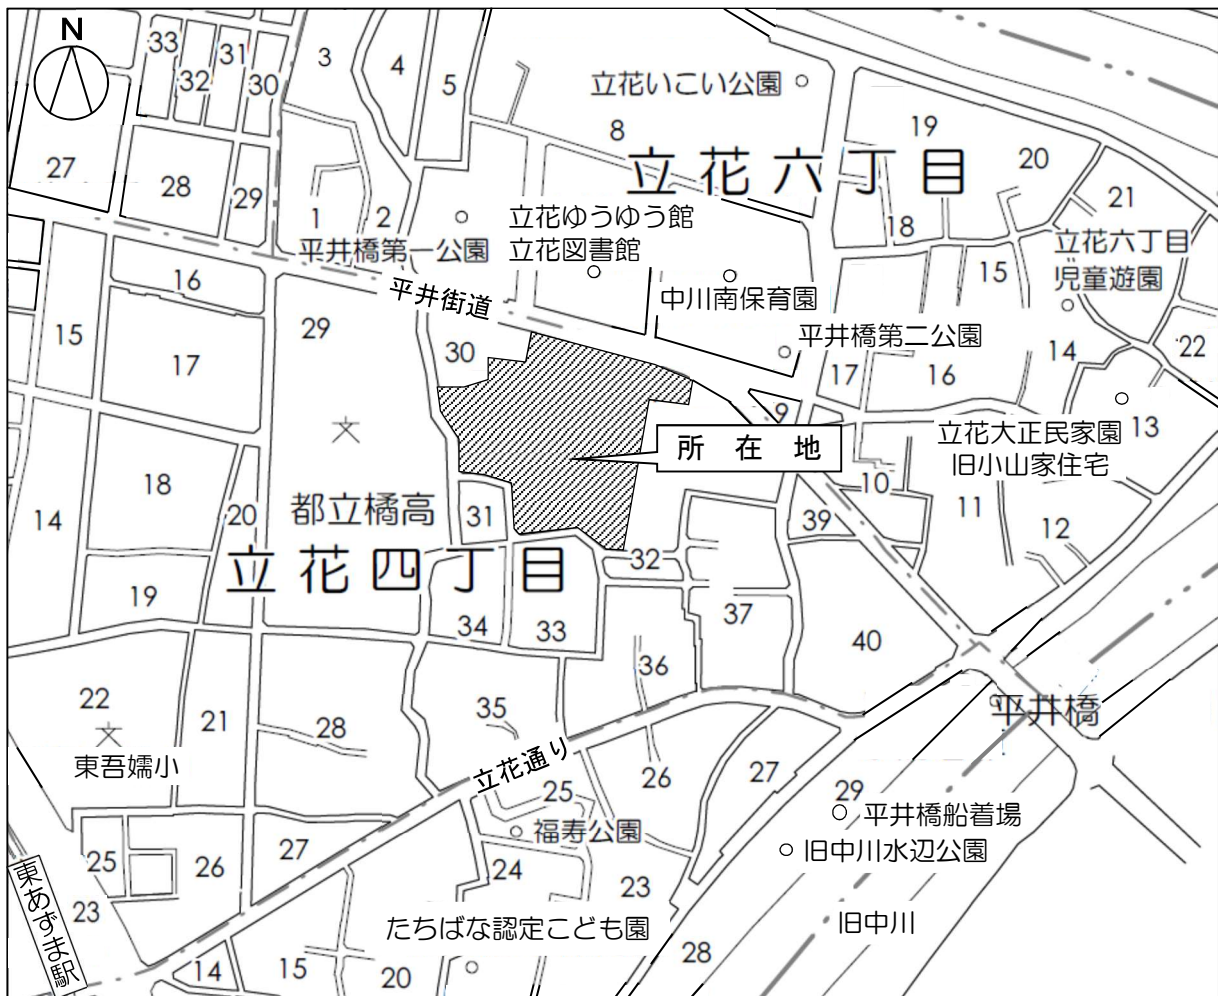 N
33
31
32
30
3
4
5
立花いこい公園
8
19
20
立花六丁目
27
28
29
21
1
2
立花ゆうゆう館
立花図書館
18
平井橋第一公園
立花六丁目
児童遊園
15
16
平井街道
中川南保育園
15
29
平井橋第二公園
30
14
22
17
17
16
9
13
所在地
立花大正民家園
旧小山家住宅
18
10
11
14
20
都立橘高
31
39
12
立花四丁目
32
19
34
33
37
40
36
22
21
28
35
平井橋
東吾嬬小
立花通り
26
27
25
29
平井橋船着場
福寿公園
旧中川水辺公園
25
26
27
24
23
23
東あずま駅
たちばな認定こども園
旧中川
28
14
15
20